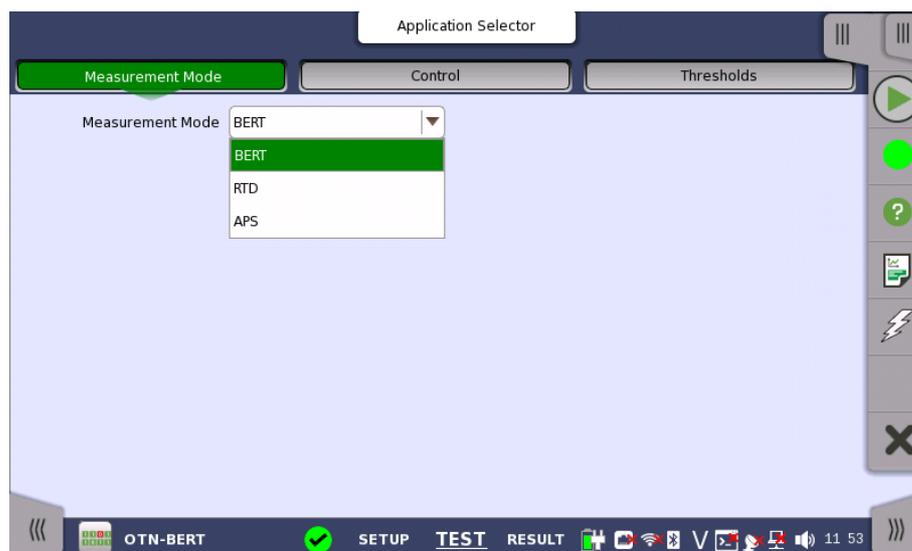 Application Selector
Measurement Mode Control Thresholds
Measurement Mode BERT
BERT
RTD
APS
OTN-BERT SETUP TEST RESULT V 11 53